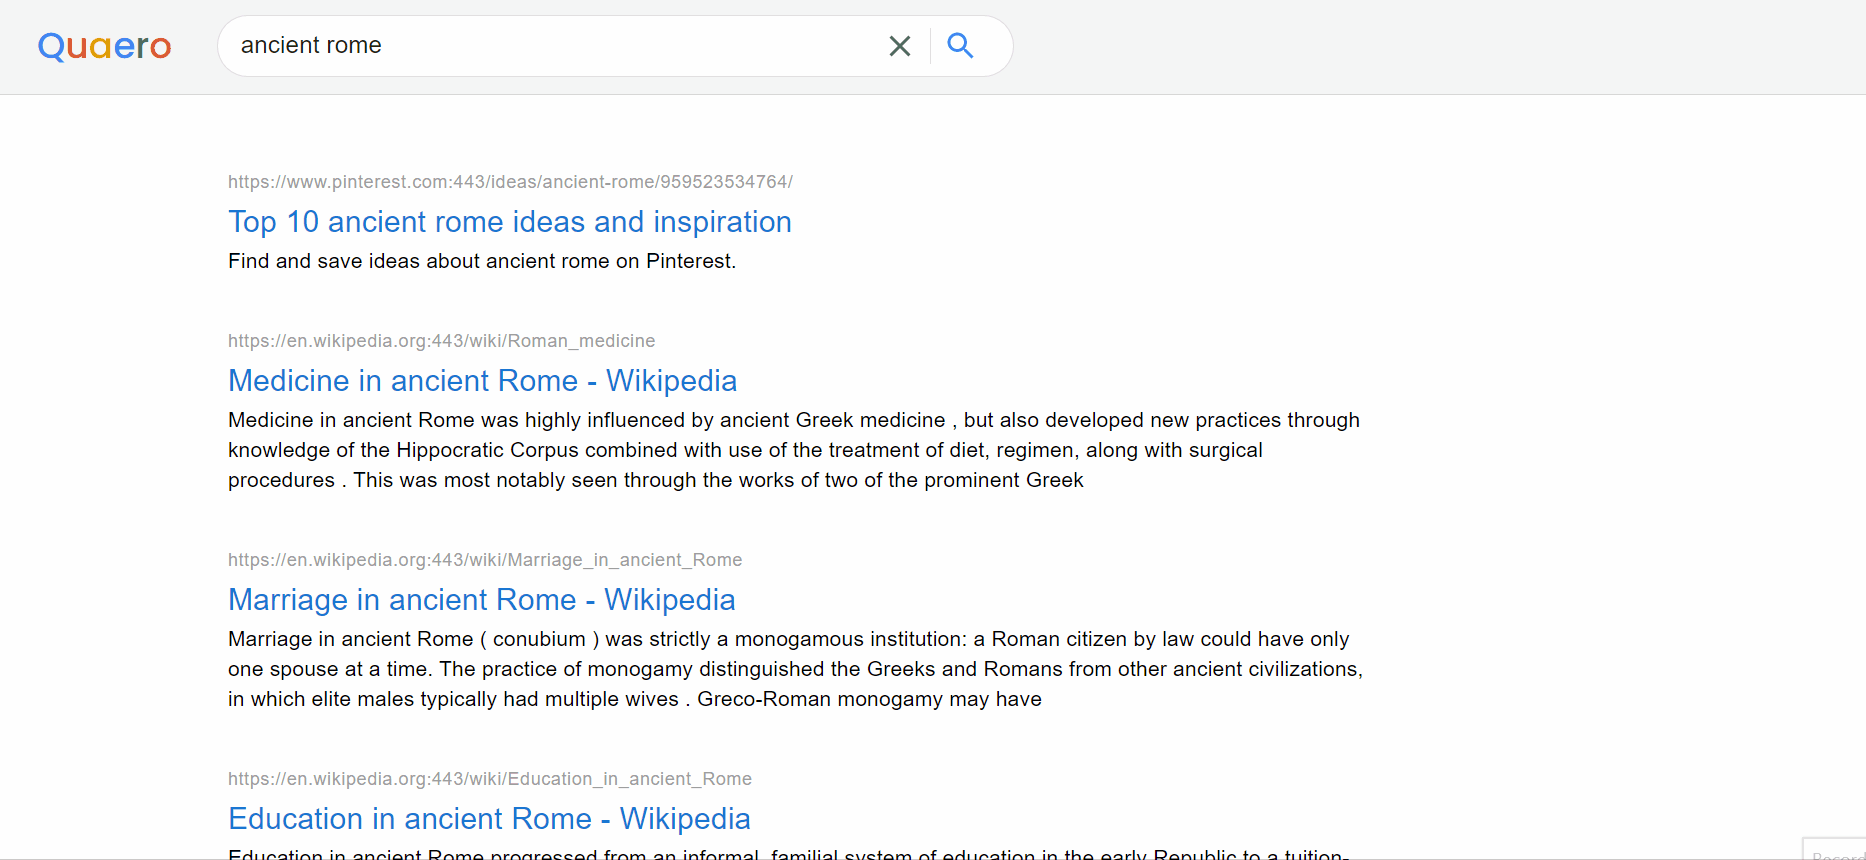 Quaero
ancient rome
https://www.pinterest.com:443/ideas/ancient-rome/959523534764/
Top 10 ancient rome ideas and inspiration
Find and save ideas about ancient rome on Pinterest.
https://en.wikipedia.org:443/wiki/Roman_medicine
Medicine in ancient Rome - Wikipedia
Medicine in ancient Rome was highly influenced by ancient Greek medicine , but also developed new practices through
knowledge of the Hippocratic Corpus combined with use of the treatment of diet, regimen, along with surgical
procedures . This was most notably seen through the works of two of the prominent Greek
https://en.wikipedia.org:443/wiki/Marriage_in_ancient_Rome
Marriage in ancient Rome - Wikipedia
Marriage in ancient Rome ( conubium ) was strictly a monogamous institution: a Roman citizen by law could have only
one spouse at a time. The practice of monogamy distinguished the Greeks and Romans from other ancient civilizations,
in which elite males typically had multiple wives . Greco-Roman monogamy may have
https://en.wikipedia.org:443/wiki/Education_in_ancient_Rome
Education in ancient Rome - Wikipedia
Education in ancient Rome progressed from an informal, familial system of education in the early Republic to a tuition-